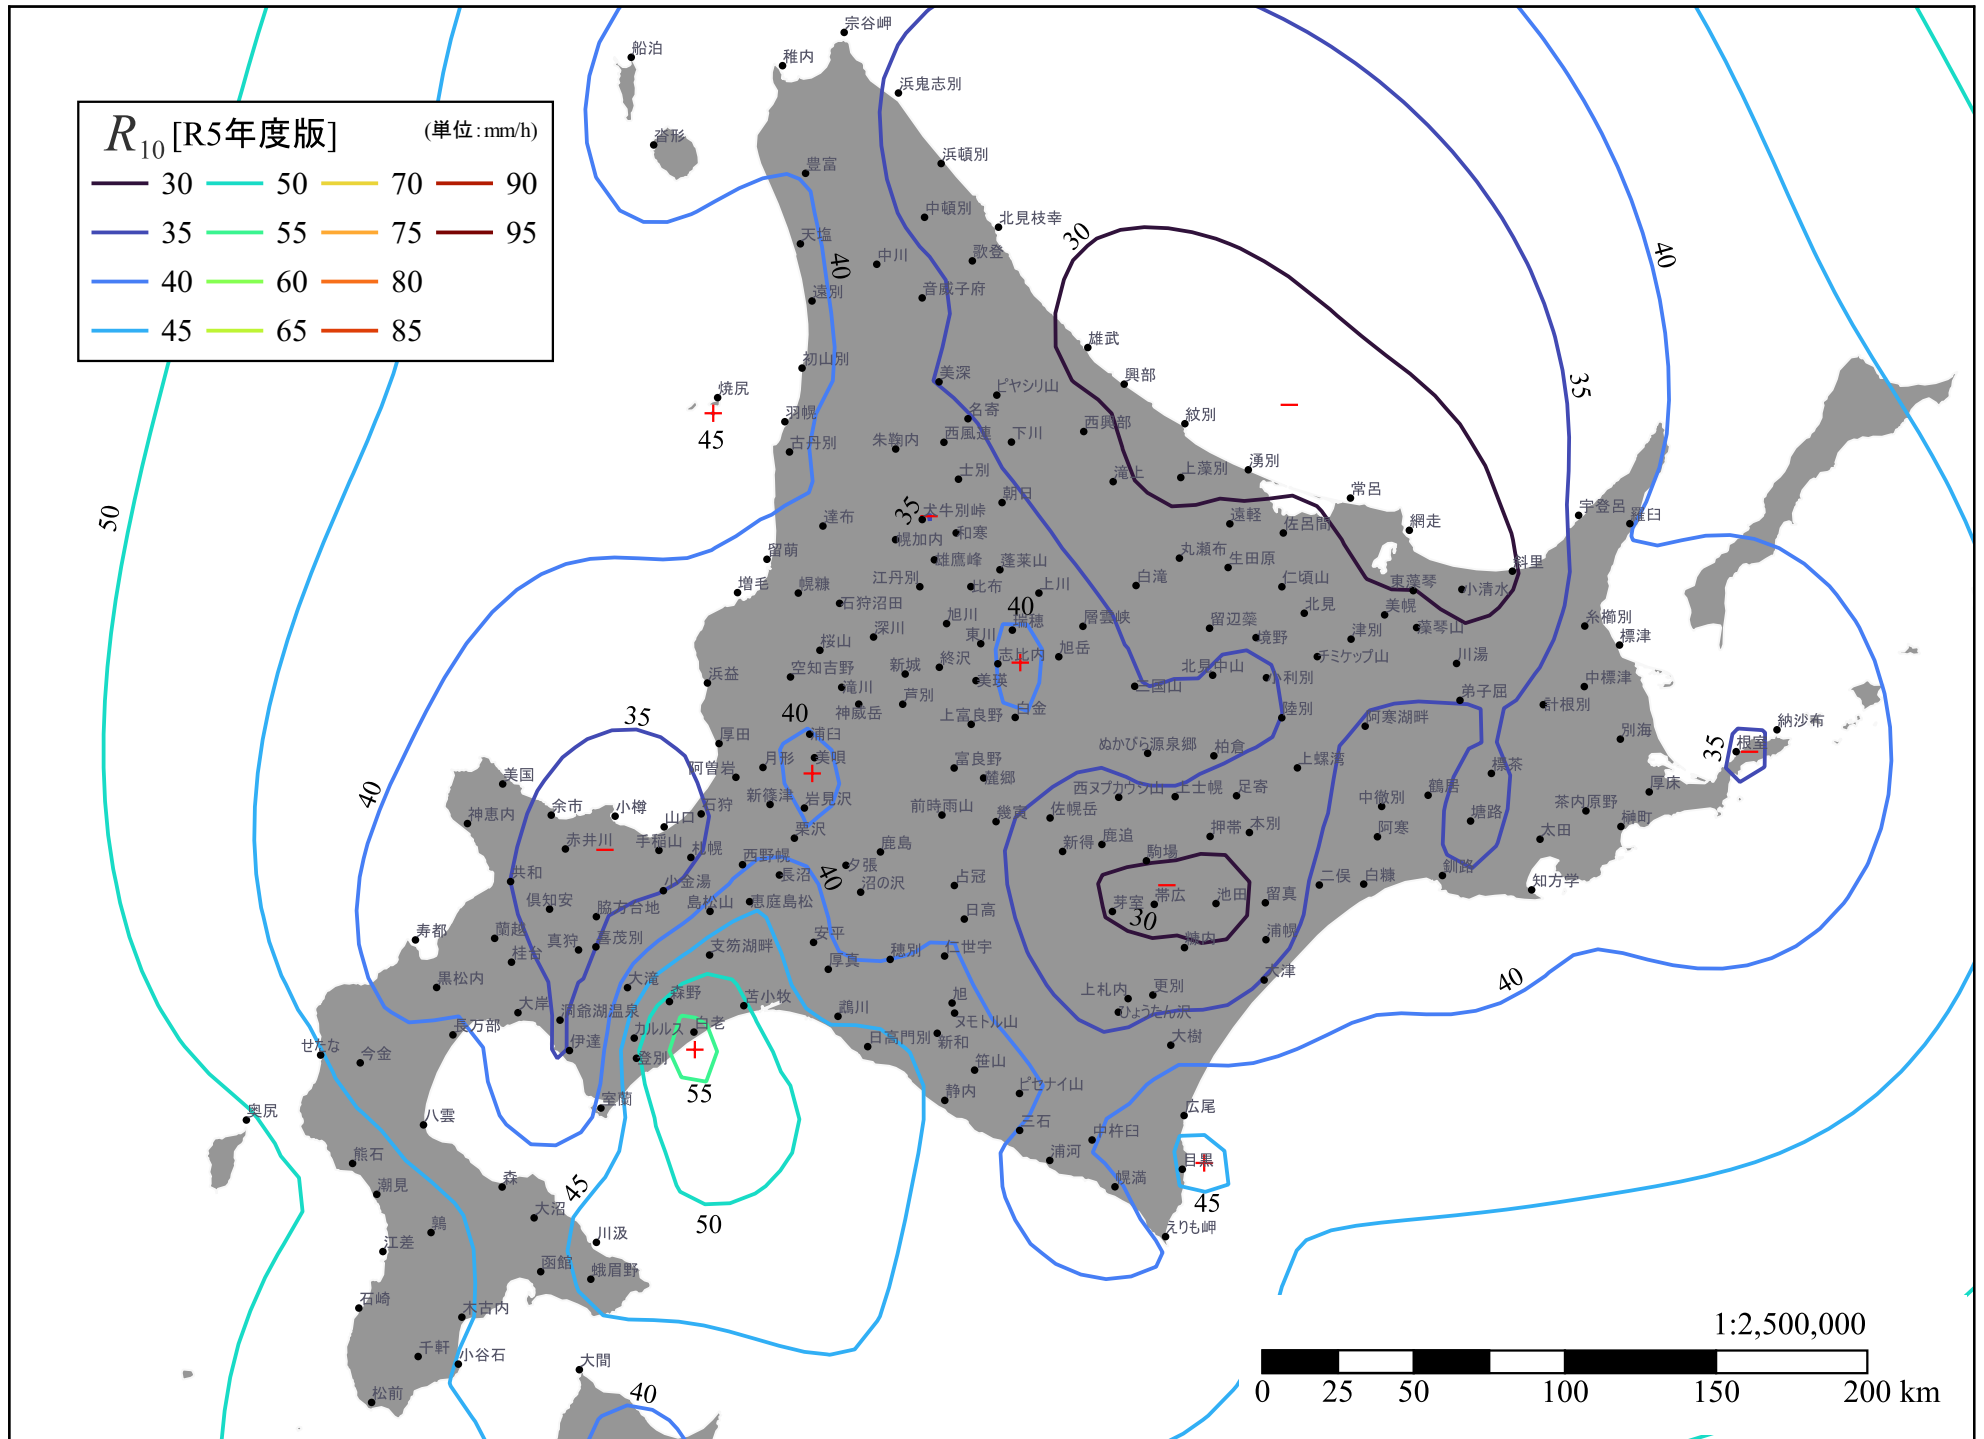 R10 [R5年度版] (単位：mm/h)
30 50 70 90
35 55 75 95
40 60 80
45 65 85
宗谷岬
船泊
稚内
浜鬼志別
沓形
豊富
浜頓別
中頓別
北見枝幸
天塩
中川
歌登
30
40
40
遠別
音威子府
雄武
初山別
美深
興部
35
焼尻
ピヤシリ山
羽幌
名寄
西興部
紋別
45
古丹別
朱鞠内
西風連
下川
士別
滝上
上藻別
湧別
朝日
常呂
50
35
犬牛別峠
達布
遠軽
佐呂間
網走
宇登呂
羅臼
幌加内
和寒
留萌
雄鷹峰
蓬莱山
丸瀬布
生田原
斜里
増毛
幌糠
江丹別
比布
上川
白滝
仁頃山
東藻琴
小清水
石狩沼田
40
旭川
瑞穂
層雲峡
留辺蘂
北見
美幌
糸櫛別
深川
東川
境野
津別
藻琴山
標津
桜山
志比内
旭岳
チミケップ山
川湯
浜益
空知吉野
新城
終沢
北見中山
滝川
美瑛
三国山
小利別
中標津
神威岳
芦別
上富良野
白金
陸別
弟子屈
計根別
35
40
浦臼
阿寒湖畔
納沙布
厚田
別海
35
根室
月形
美唄
ぬかびら源泉郷
柏倉
阿曽岩
富良野
上螺湾
標茶
美国
麓郷
厚床
40
余市
小樽
石狩
新篠津
岩見沢
西ヌプカウシ山
上士幌
足寄
鶴居
神恵内
山口
前時雨山
幾寅
佐幌岳
中徹別
茶内原野
塘路
榊町
赤井川
手稲山
札幌
栗沢
新得
鹿追
押帯
本別
阿寒
太田
西野幌
鹿島
夕張
駒場
共和
小金湯
長沼
40
沼の沢
占冠
二俣
白糠
釧路
知方学
倶知安
脇方台地
島松山
恵庭島松
芽室
帯広
池田
留真
30
寿都
蘭越
真狩
喜茂別
支笏湖畔
安平
日高
糠内
浦幌
桂台
厚真
穂別
仁世宇
黒松内
大滝
大津
40
大岸
洞爺湖温泉
森野
苫小牧
鵡川
旭
上札内
更別
ヌモトル山
ひょうたん沢
長万部
カルルス
白老
せたな
今金
伊達
登別
日高門別
新和
大樹
笹山
55
室蘭
静内
ピセナイ山
奥尻
八雲
三石
広尾
中杵臼
熊石
浦河
目黒
潮見
森
45
幌満
45
大沼
50
鶉
川汲
えりも岬
江差
函館
蛾眉野
石崎
木古内
1:2,500,000
千軒
小谷石
大間
松前
40
0 25 50 100 150 200 km